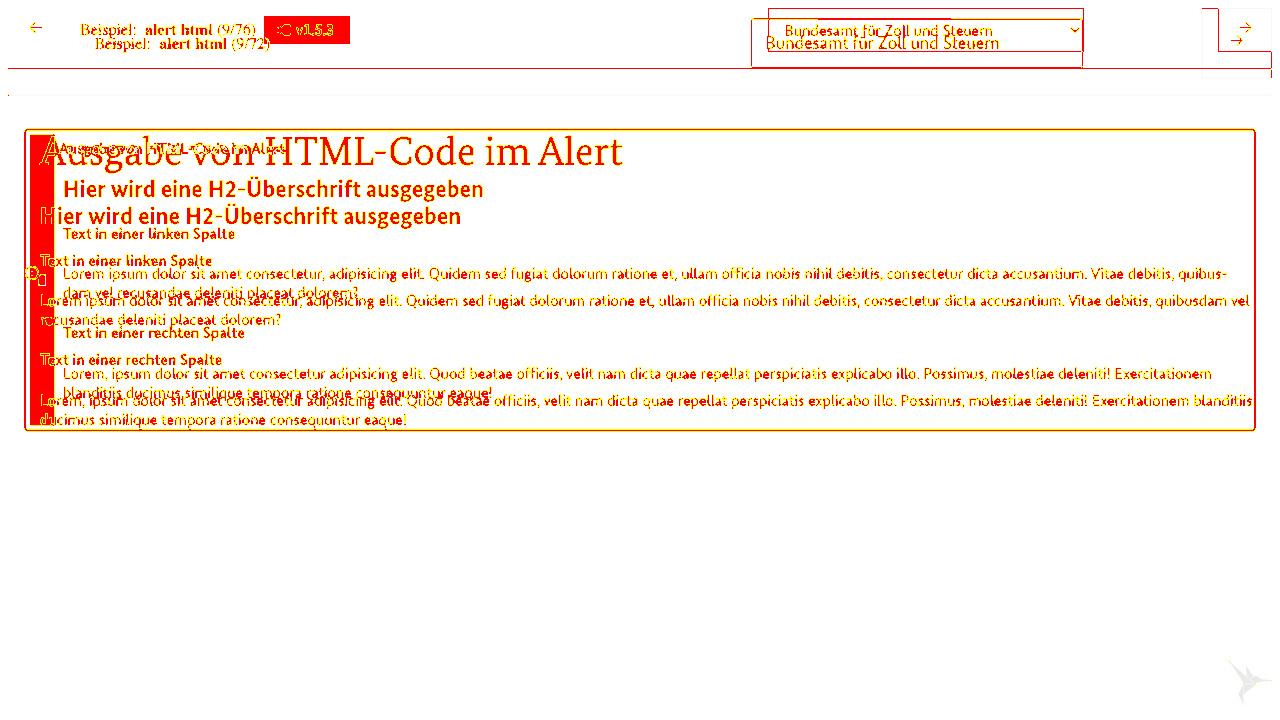 Beispiel: alert html (9/76) v1.5.3
Beispiel: alert html (9/72)
Bundesamt für Zoll und Steuern
Bundesamt für Zoll und Steuern
Ausgabe von HTML-Code im Alert
Ausgabe von HTML-Code im Alert
Hier wird eine H2-Überschrift ausgegeben
Hier wird eine H2-Überschrift ausgegeben
Text in einer linken Spalte
Text in einer linken Spalte
Lorem ipsum dolor sit amet consectetur, adipisicing elit. Quidem sed fugiat dolorum ratione et, ullam officia nobis nihil debitis, consectetur dicta accusantium. Vitae debitis, quibus-
dam vel recusandae deleniti placeat dolorem?
Lorem ipsum dolor sit amet consectetur, adipisicing elit. Quidem sed fugiat dolorum ratione et, ullam officia nobis nihil debitis, consectetur dicta accusantium. Vitae debitis, quibusdam vel
recusandae deleniti placeat dolorem?
Text in einer rechten Spalte
Text in einer rechten Spalte
Lorem, ipsum dolor sit amet consectetur adipisicing elit. Quod beatae officiis, velit nam dicta quae repellat perspiciatis explicabo illo. Possimus, molestiae deleniti! Exercitationem
blanditiis ducimus similique tempora ratione consequuntur eaque!
Lorem, ipsum dolor sit amet consectetur adipisicing elit. Quod beatae officiis, velit nam dicta quae repellat perspiciatis explicabo illo. Possimus, molestiae deleniti! Exercitationem blanditiis
ducimus similique tempora ratione consequuntur eaque!